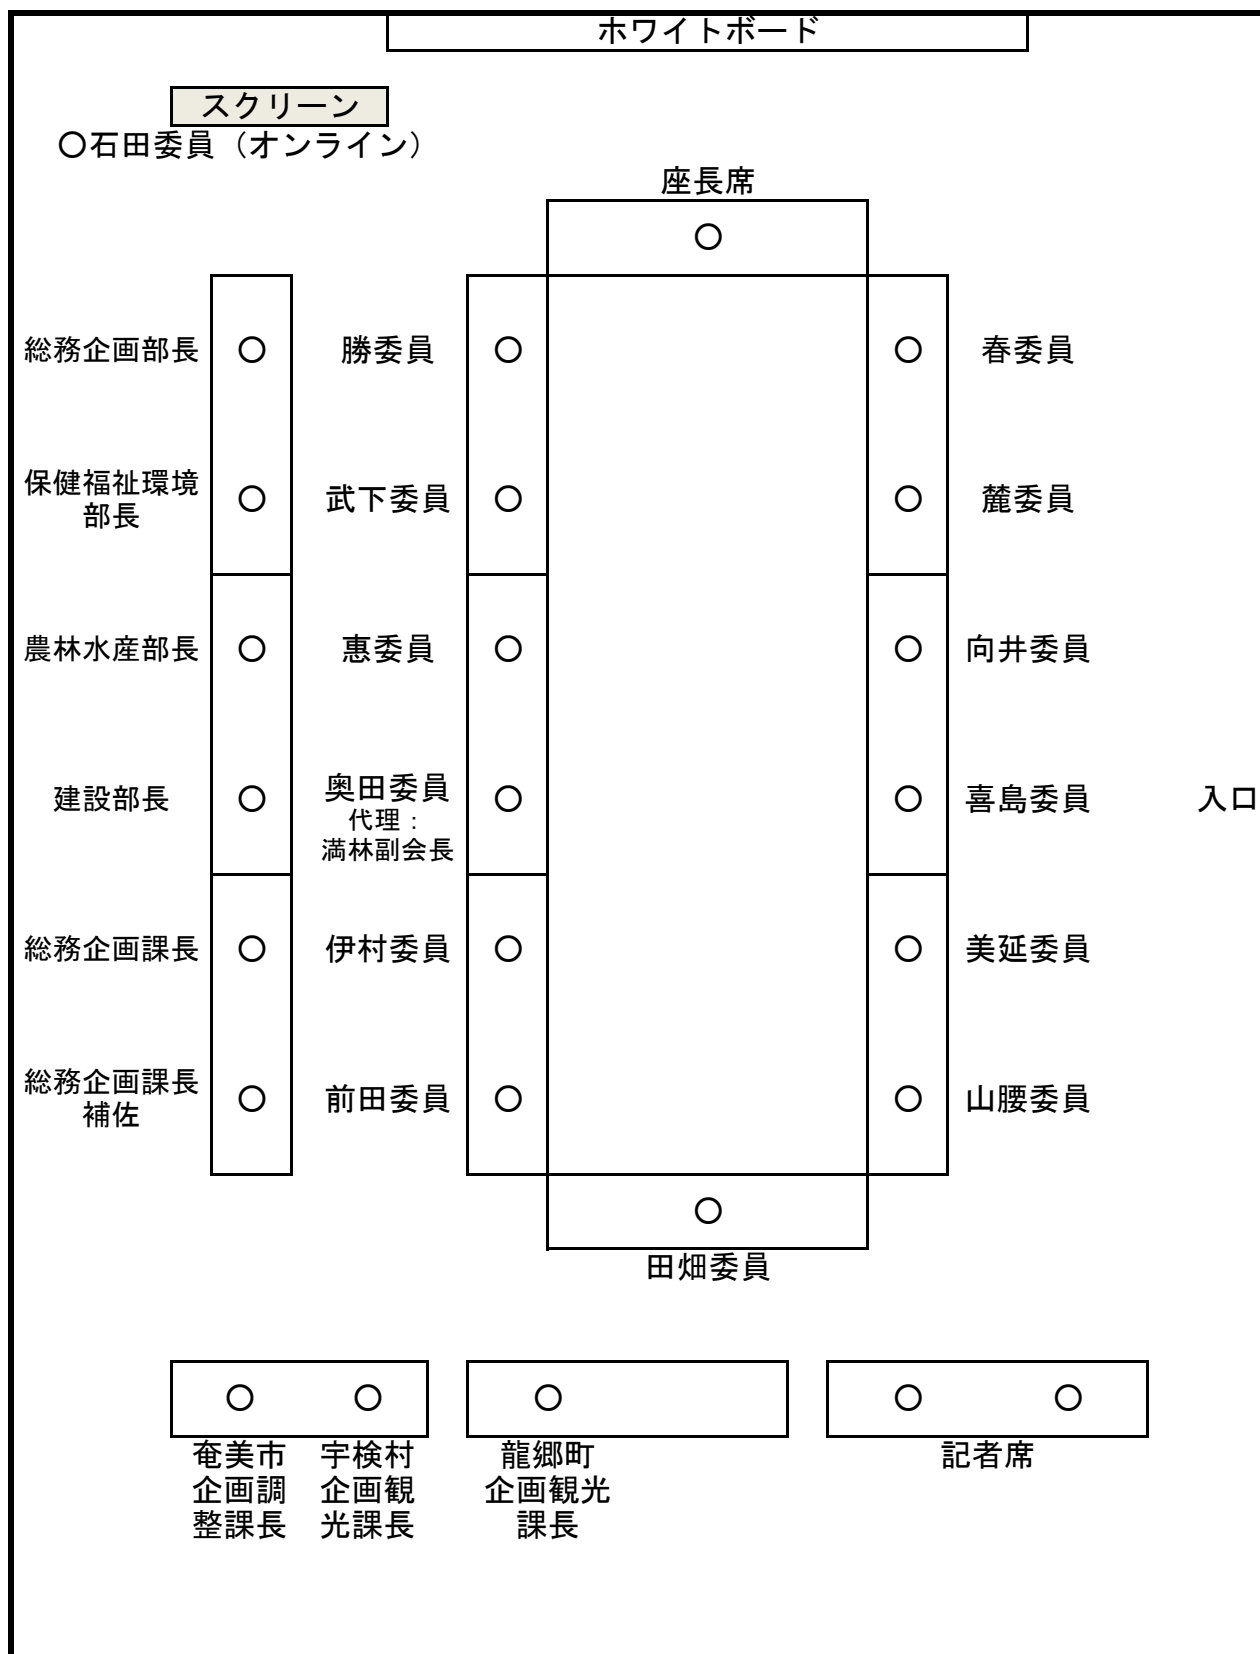 ホワイトボード
スクリーン
〇石田委員（オンライン）
座長席
〇
総務企画部長 〇 勝委員 〇 〇 春委員
保健福祉環境
部長
〇 武下委員 〇 〇 麓委員
農林水産部長 〇 惠委員 〇 〇 向井委員
建設部長 〇
奥田委員
代理：
満林副会長
〇 〇 喜島委員 入口
総務企画課長 〇 伊村委員 〇 〇 美延委員
総務企画課長
補佐
〇 前田委員 〇 〇 山腰委員
〇
田畑委員
〇 〇 〇 〇 〇
奄美市
企画調
整課長
宇検村
企画観
光課長
龍郷町
企画観光
課長
記者席